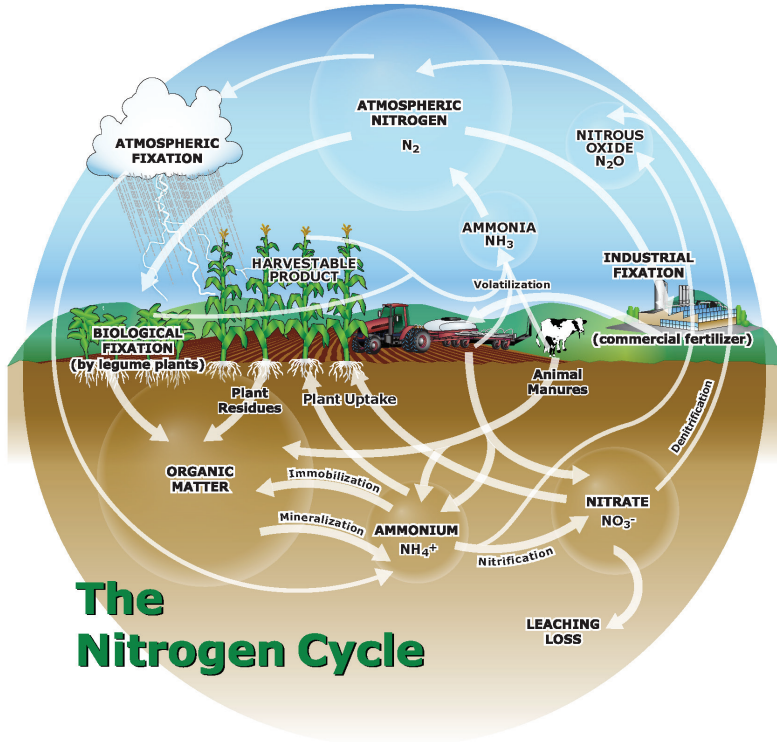 ATMOSPHERIC
NITROGEN
N₂
ATMOSPHERIC
FIXATION
NITROUS
OXIDE
N₂O
AMMONIA
NH₃
HARVESTABLE
PRODUCT
INDUSTRIAL
FIXATION
Volatilization
BIOLOGICAL
FIXATION
(by legume plants)
(commercial fertilizer)
Animal
Manures
Plant
Residues
Plant Uptake
Denitrification
ORGANIC
MATTER
Immobilization
Mineralization
AMMONIUM
NH₄⁺
Nitrification
NITRATE
NO₃⁻
LEACHING
LOSS
The
Nitrogen Cycle